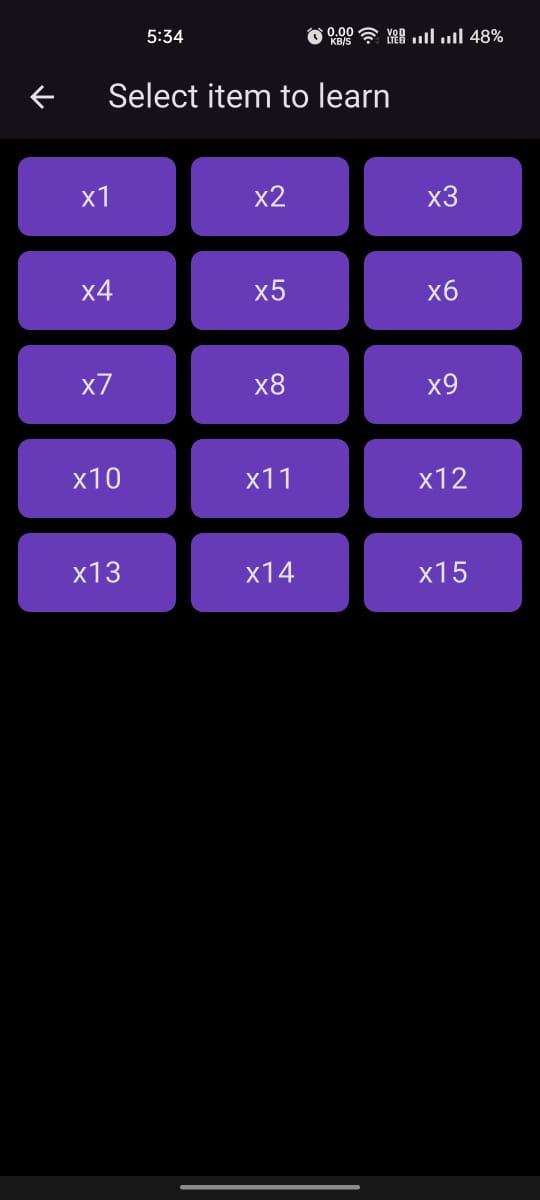 5:34 0.00 KB/S VoD LTE 48%
Select item to learn
x1 x2 x3
x4 x5 x6
x7 x8 x9
x10 x11 x12
x13 x14 x15